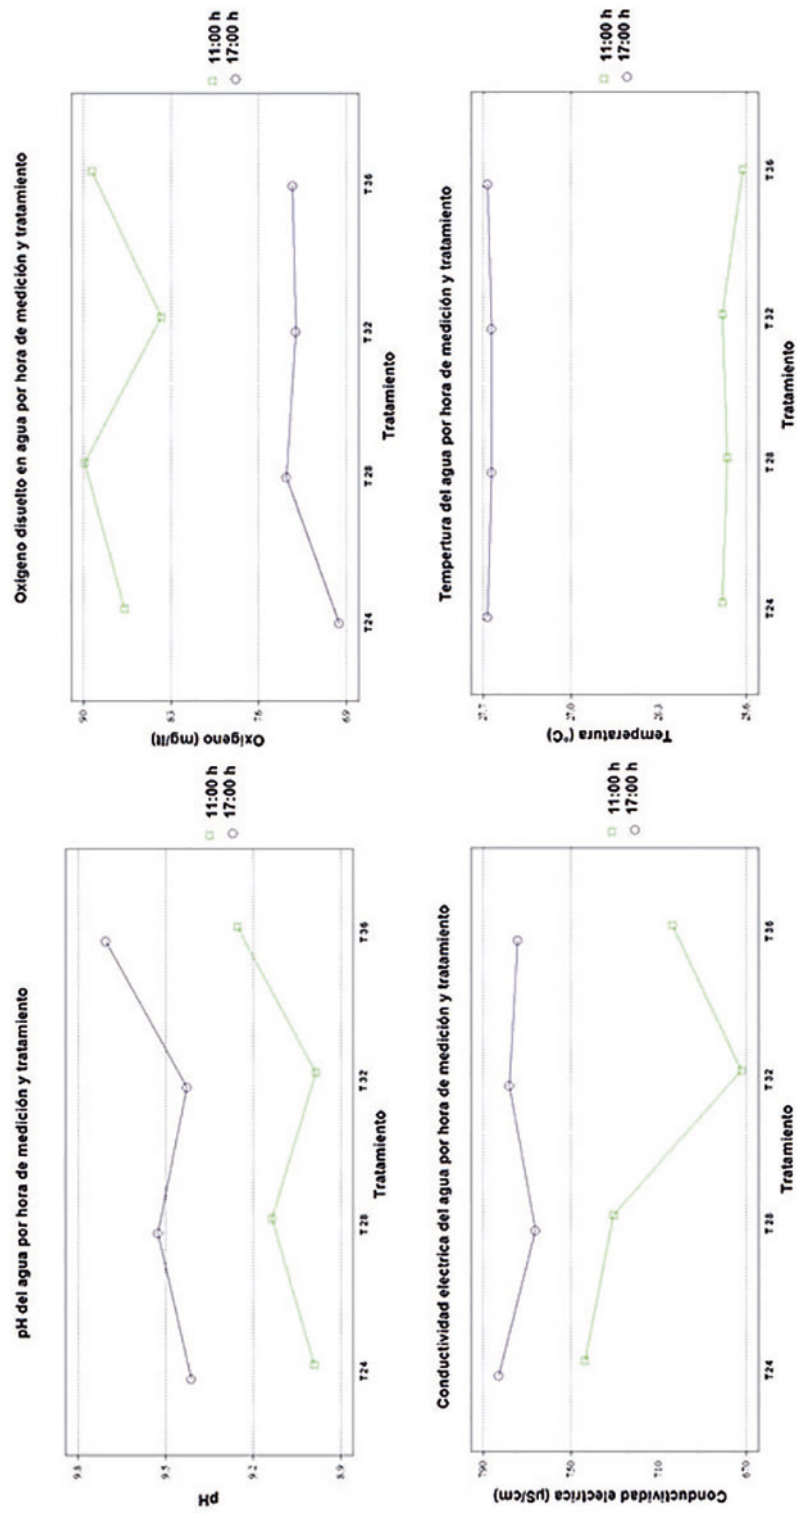 pH del agua por hora de medición y tratamiento
9.8
9.5
9.2
8.9
pH
T24
T28
T32
T36
Tratamiento
11:00 h
17:00 h
Oxigeno disuelto en agua por hora de medición y tratamiento
9.0
8.3
7.6
6.9
Oxigeno (mg/lt)
T24
T28
T32
T36
Tratamiento
11:00 h
17:00 h
Conductividad electrica del agua por hora de medición y tratamiento
790
750
710
670
Conductividad electrica (µS/cm)
T24
T28
T32
T36
Tratamiento
11:00 h
17:00 h
Tempertura del agua por hora de medición y tratamiento
27.7
27.0
26.3
25.6
Temperatura (°C)
T24
T28
T32
T36
Tratamiento
11:00 h
17:00 h